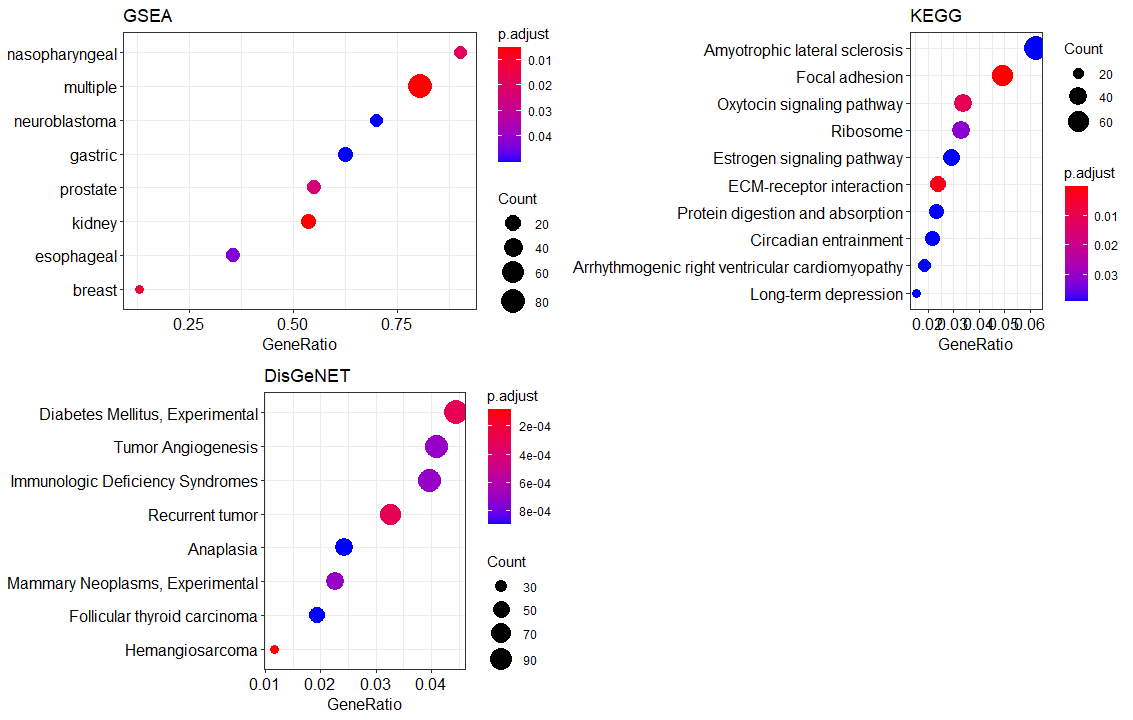 GSEA
nasopharyngeal
multiple
neuroblastoma
gastric
prostate
kidney
esophageal
breast
0.25 0.50 0.75
GeneRatio
p.adjust
0.01
0.02
0.03
0.04
Count
20
40
60
80
KEGG
Amyotrophic lateral sclerosis
Focal adhesion
Oxytocin signaling pathway
Ribosome
Estrogen signaling pathway
ECM-receptor interaction
Protein digestion and absorption
Circadian entrainment
Arrhythmogenic right ventricular cardiomyopathy
Long-term depression
0.02 0.03 0.04 0.05 0.06
GeneRatio
Count
20
40
60
p.adjust
0.01
0.02
0.03
DisGeNET
Diabetes Mellitus, Experimental
Tumor Angiogenesis
Immunologic Deficiency Syndromes
Recurrent tumor
Anaplasia
Mammary Neoplasms, Experimental
Follicular thyroid carcinoma
Hemangiosarcoma
0.01 0.02 0.03 0.04
GeneRatio
p.adjust
2e-04
4e-04
6e-04
8e-04
Count
30
50
70
90